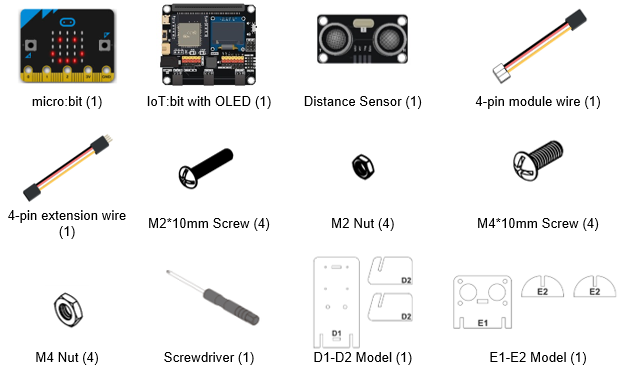 micro:bit (1)
IoT:bit with OLED (1)
Distance Sensor (1)
4-pin module wire (1)
4-pin extension wire
(1)
M2*10mm Screw (4)
M2 Nut (4)
M4*10mm Screw (4)
D2
D2
D1
E2
E2
E1
M4 Nut (4)
Screwdriver (1)
D1-D2 Model (1)
E1-E2 Model (1)